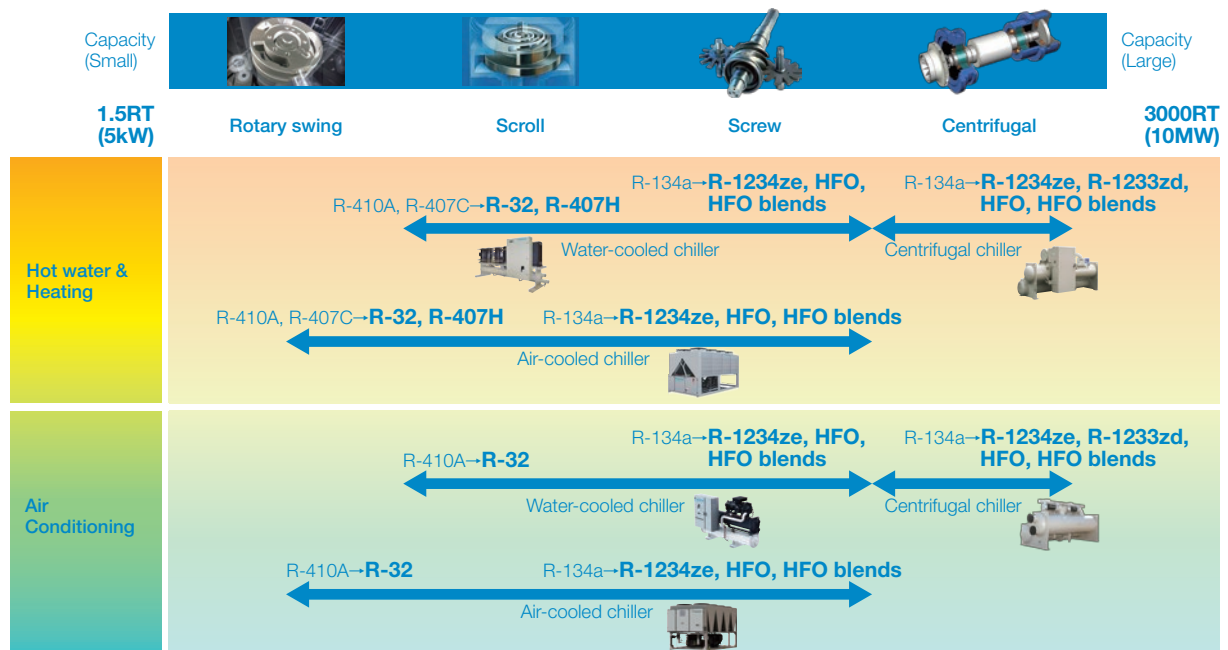 Capacity
(Small)
Capacity
(Large)
1.5RT
(5kW)
Rotary swing
Scroll
Screw
Centrifugal
3000RT
(10MW)
Hot water &
Heating
R-410A, R-407C→R-32, R-407H
R-134a→R-1234ze, HFO,
HFO blends
R-134a→R-1234ze, R-1233zd,
HFO, HFO blends
Water-cooled chiller
Centrifugal chiller
R-410A, R-407C→R-32, R-407H
R-134a→R-1234ze, HFO, HFO blends
Air-cooled chiller
Air
Conditioning
R-410A→R-32
R-134a→R-1234ze, HFO,
HFO blends
R-134a→R-1234ze, R-1233zd,
HFO, HFO blends
Water-cooled chiller
Centrifugal chiller
R-410A→R-32
R-134a→R-1234ze, HFO, HFO blends
Air-cooled chiller